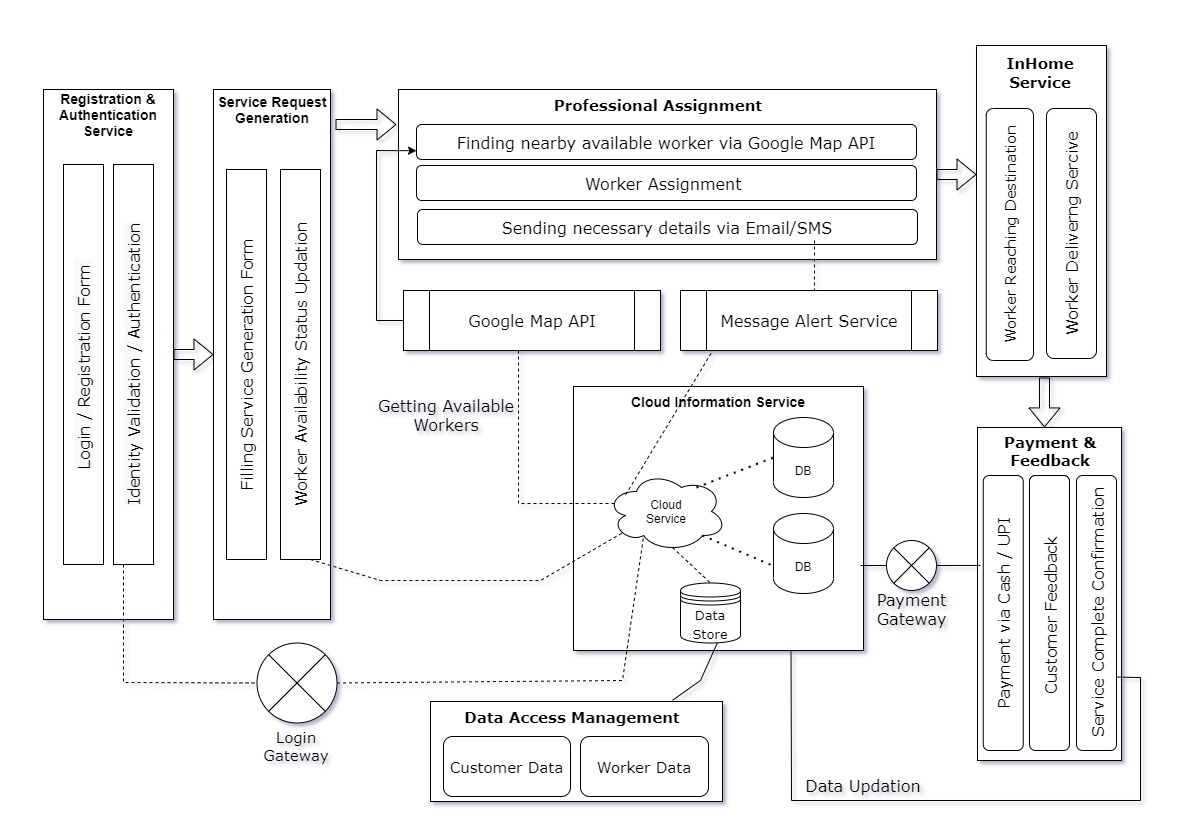 Registration &
Authentication
Service
Login / Registration Form
Identity Validation / Authentication
Service Request
Generation
Filling Service Generation Form
Worker Availability Status Updation
Professional Assignment
Finding nearby available worker via Google Map API
Worker Assignment
Sending necessary details via Email/SMS
InHome
Service
Worker Reaching Destination
Worker Deliverng Sercive
Google Map API
Message Alert Service
Getting Available
Workers
Cloud Information Service
DB
Cloud
Service
DB
Data
Store
Payment
Gateway
Payment &
Feedback
Payment via Cash / UPI
Customer Feedback
Service Complete Confirmation
Login
Gateway
Data Access Management
Customer Data
Worker Data
Data Updation